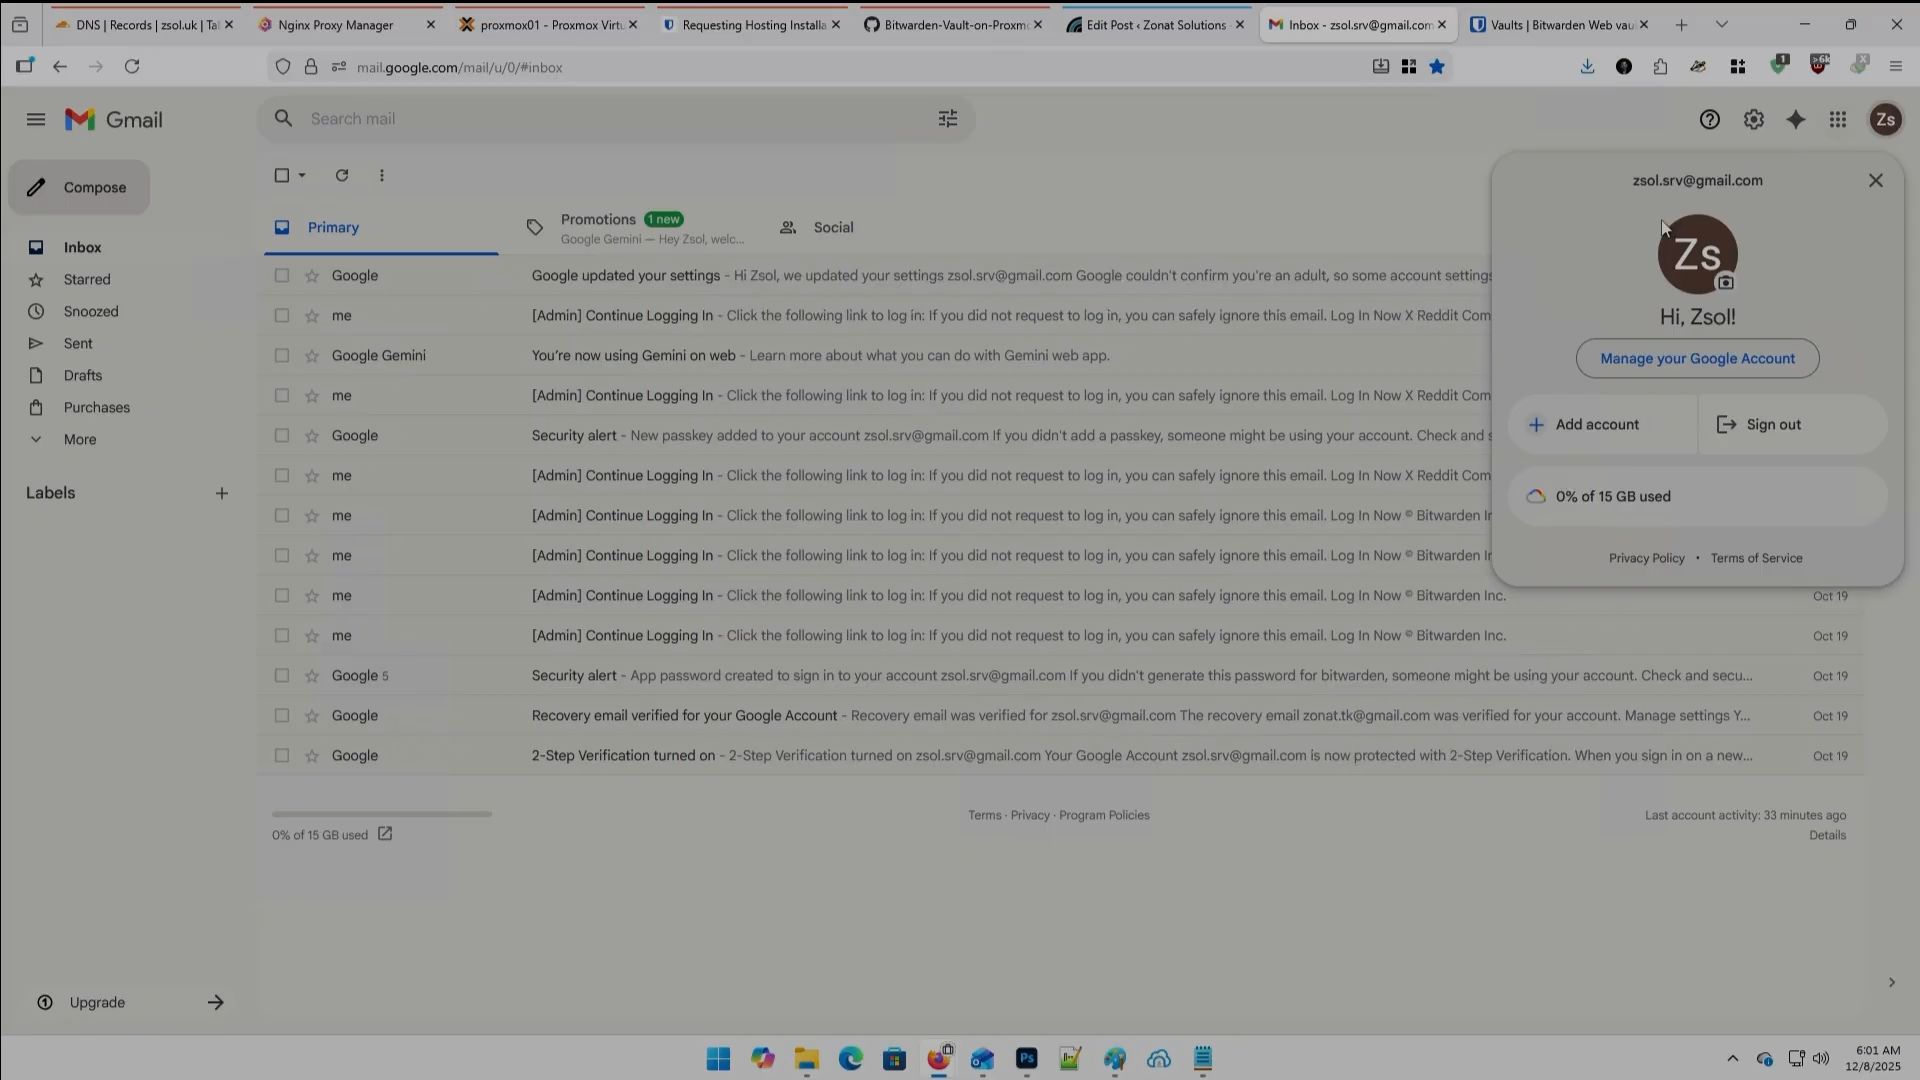 DNS | Records | zsol.uk | Ta
Nginx Proxy Manager
proxmox01 - Proxmox Virtu
Requesting Hosting Installa
Bitwarden-Vault-on-Proxm
Edit Post ‹ Zonat Solutions
Inbox - zsol.srv@gmail.com
Vaults | Bitwarden Web vau
mail.google.com/mail/u/0/#inbox
1
>6k
X
Gmail
Search mail
Zs
Compose
zsol.srv@gmail.com
Primary
Promotions 1 new
Google Gemini — Hey Zsol, welc...
Social
Zs
Hi, Zsol!
Manage your Google Account
Add account
Sign out
0% of 15 GB used
Privacy Policy • Terms of Service
Inbox
Starred
Snoozed
Sent
Drafts
Purchases
More
Labels
Google Google updated your settings - Hi Zsol, we updated your settings zsol.srv@gmail.com Google couldn't confirm you're an adult, so some account settings
me [Admin] Continue Logging In - Click the following link to log in: If you did not request to log in, you can safely ignore this email. Log In Now X Reddit Com
Google Gemini You're now using Gemini on web - Learn more about what you can do with Gemini web app.
me [Admin] Continue Logging In - Click the following link to log in: If you did not request to log in, you can safely ignore this email. Log In Now X Reddit Com
Google Security alert - New passkey added to your account zsol.srv@gmail.com If you didn't add a passkey, someone might be using your account. Check and s
me [Admin] Continue Logging In - Click the following link to log in: If you did not request to log in, you can safely ignore this email. Log In Now X Reddit Com
me [Admin] Continue Logging In - Click the following link to log in: If you did not request to log in, you can safely ignore this email. Log In Now © Bitwarden In
me [Admin] Continue Logging In - Click the following link to log in: If you did not request to log in, you can safely ignore this email. Log In Now © Bitwarden In
me [Admin] Continue Logging In - Click the following link to log in: If you did not request to log in, you can safely ignore this email. Log In Now © Bitwarden Inc. Oct 19
me [Admin] Continue Logging In - Click the following link to log in: If you did not request to log in, you can safely ignore this email. Log In Now © Bitwarden Inc. Oct 19
Google 5 Security alert - App password created to sign in to your account zsol.srv@gmail.com If you didn't generate this password for bitwarden, someone might be using your account. Check and secu... Oct 19
Google Recovery email verified for your Google Account - Recovery email was verified for zsol.srv@gmail.com The recovery email zonat.tk@gmail.com was verified for your account. Manage settings Y... Oct 19
Google 2-Step Verification turned on - 2-Step Verification turned on zsol.srv@gmail.com Your Google Account zsol.srv@gmail.com is now protected with 2-Step Verification. When you sign in on a new... Oct 19
0% of 15 GB used
Terms · Privacy · Program Policies
Last account activity: 33 minutes ago
Details
Upgrade
Ps
6:01 AM
12/8/2025